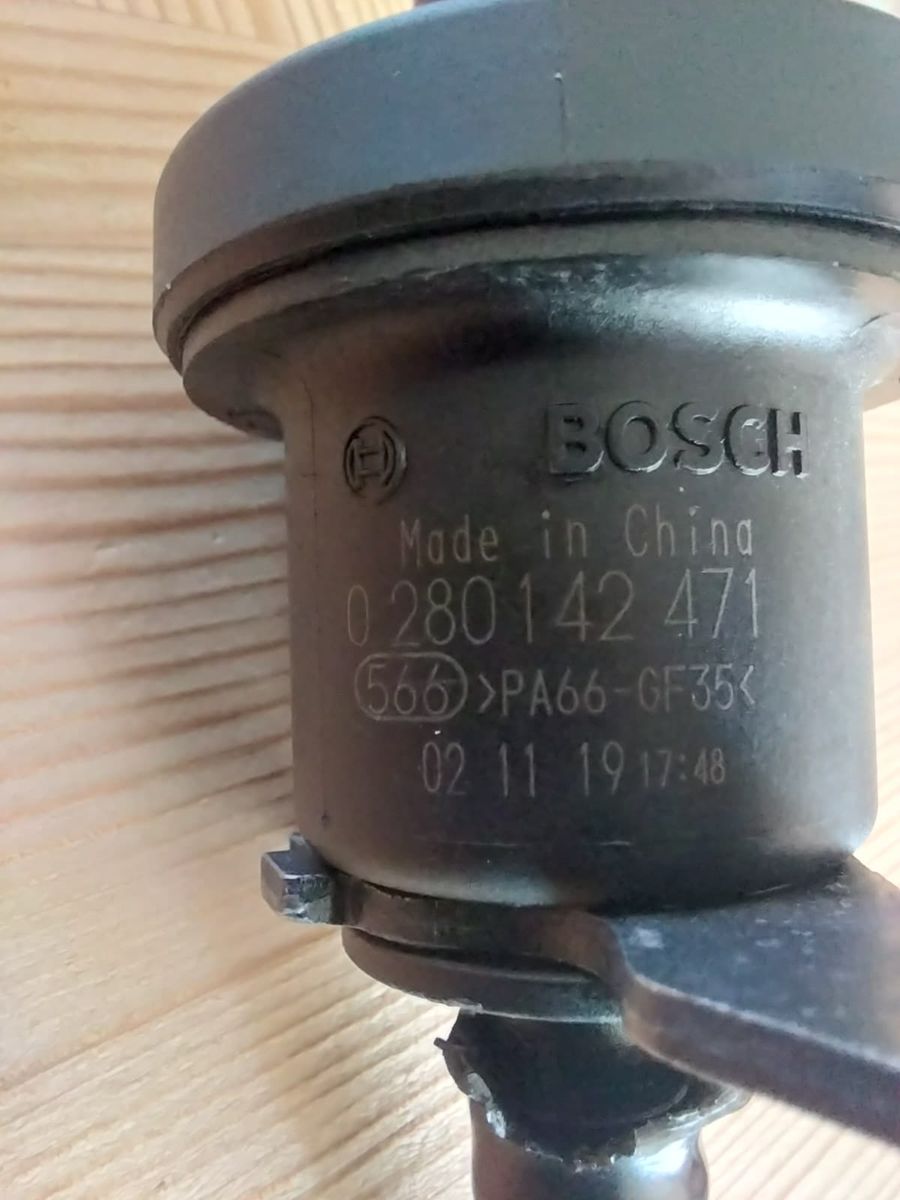 BOSCH
Made in China
0 280 142 471
566 >PA66-GF35<
02 11 19 17:48